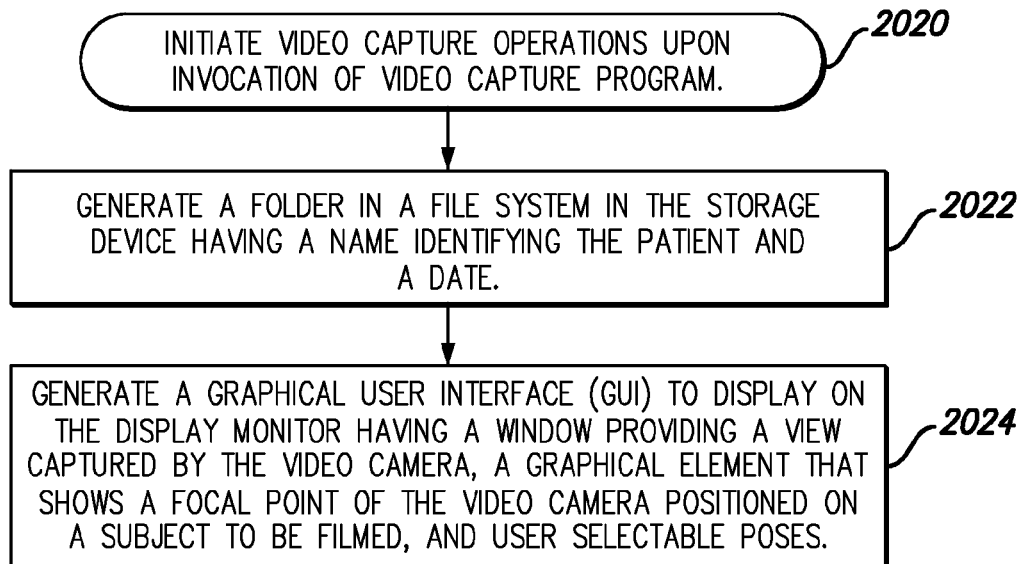 INITIATE VIDEO CAPTURE OPERATIONS UPON
INVOCATION OF VIDEO CAPTURE PROGRAM.
2020
GENERATE A FOLDER IN A FILE SYSTEM IN THE STORAGE
DEVICE HAVING A NAME IDENTIFYING THE PATIENT AND
A DATE.
2022
GENERATE A GRAPHICAL USER INTERFACE (GUI) TO DISPLAY ON
THE DISPLAY MONITOR HAVING A WINDOW PROVIDING A VIEW
CAPTURED BY THE VIDEO CAMERA, A GRAPHICAL ELEMENT THAT
SHOWS A FOCAL POINT OF THE VIDEO CAMERA POSITIONED ON
A SUBJECT TO BE FILMED, AND USER SELECTABLE POSES.
2024